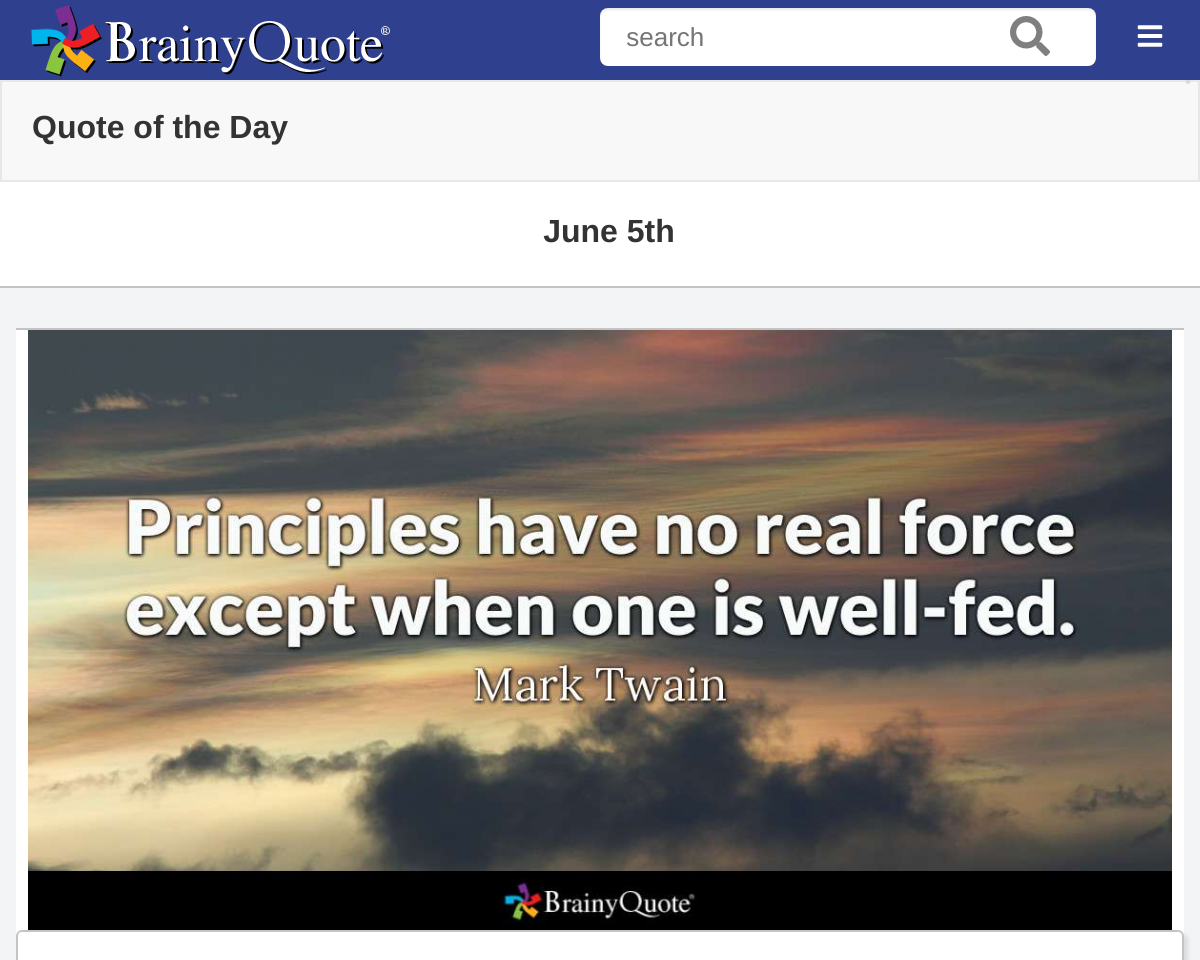 BrainyQuote®
search
Quote of the Day
June 5th
Principles have no real force
except when one is well-fed.
Mark Twain
BrainyQuote®